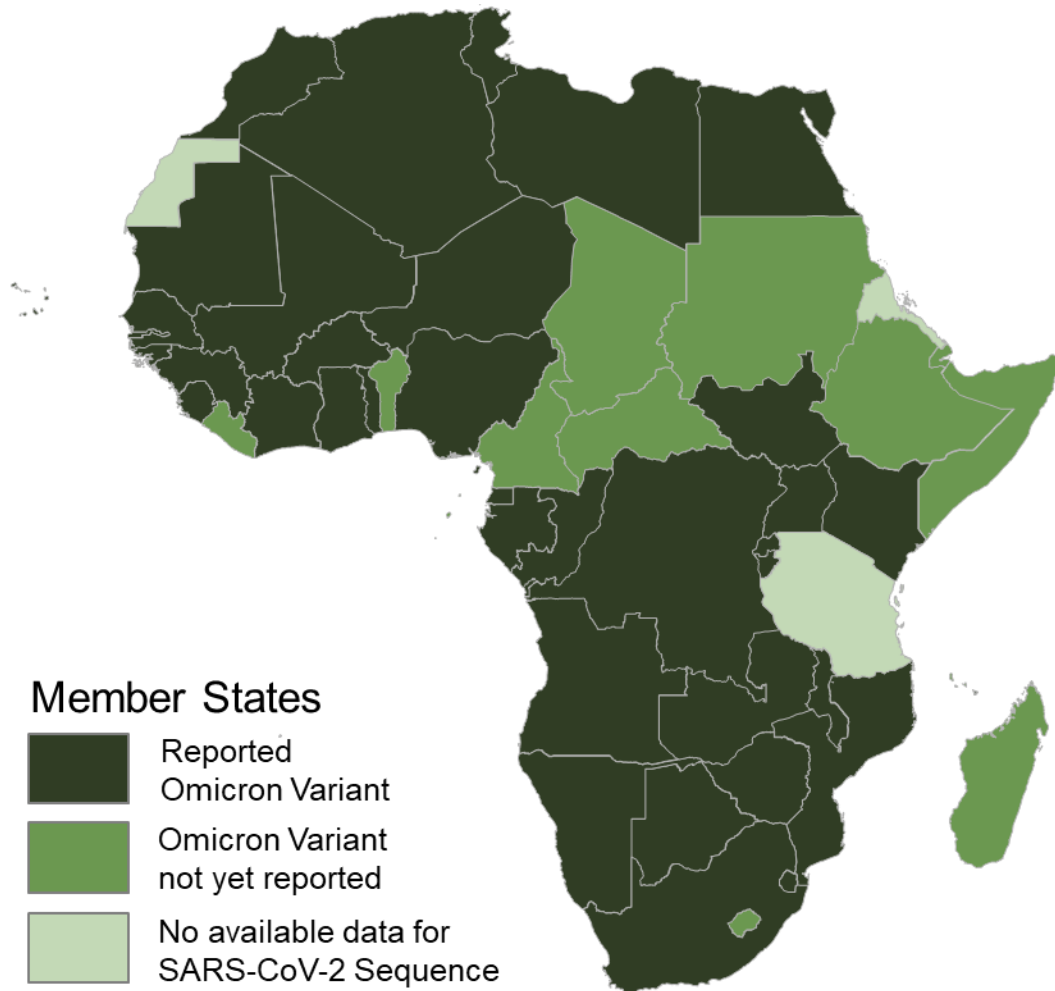 Member States
Reported
Omicron Variant
Omicron Variant
not yet reported
No available data for
SARS-CoV-2 Sequence